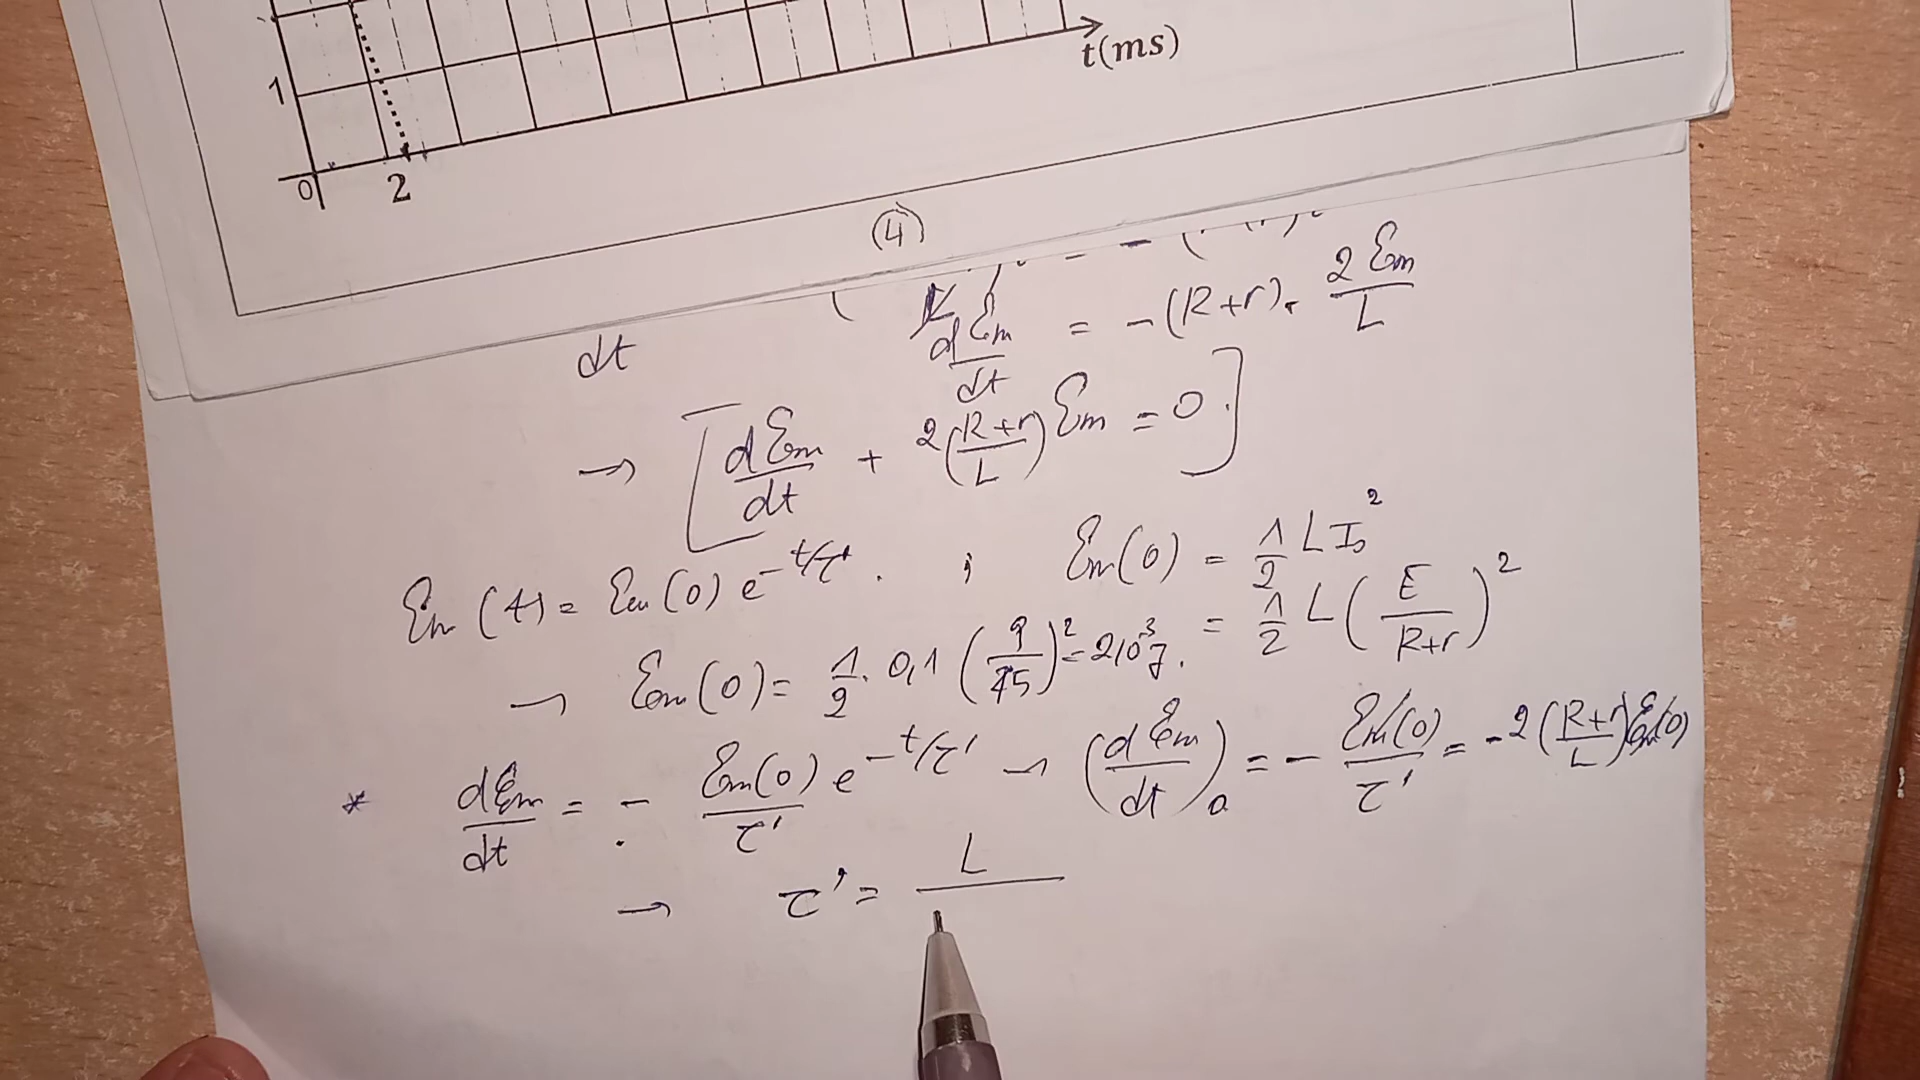 t(ms)
1
0 2
(4)
dt
dℰm/dt = -(R+r). 2ℰm/L
→ [dℰm/dt + 2(R+r/L)ℰm = 0.]
ℰm(t) = ℰm(0) e^-t/τ'. ; ℰm(0) = 1/2 L I₀²
→ ℰm(0) = 1/2 . 0,1 (9/45)² = 2,10⁻³ J. = 1/2 L (E/R+r)²
* dℰm/dt = - ℰm(0)/τ' e^-t/τ' → (dℰm/dt)₀ = - ℰm(0)/τ' = -2(R+r/L)ℰm(0)
→ τ' = L